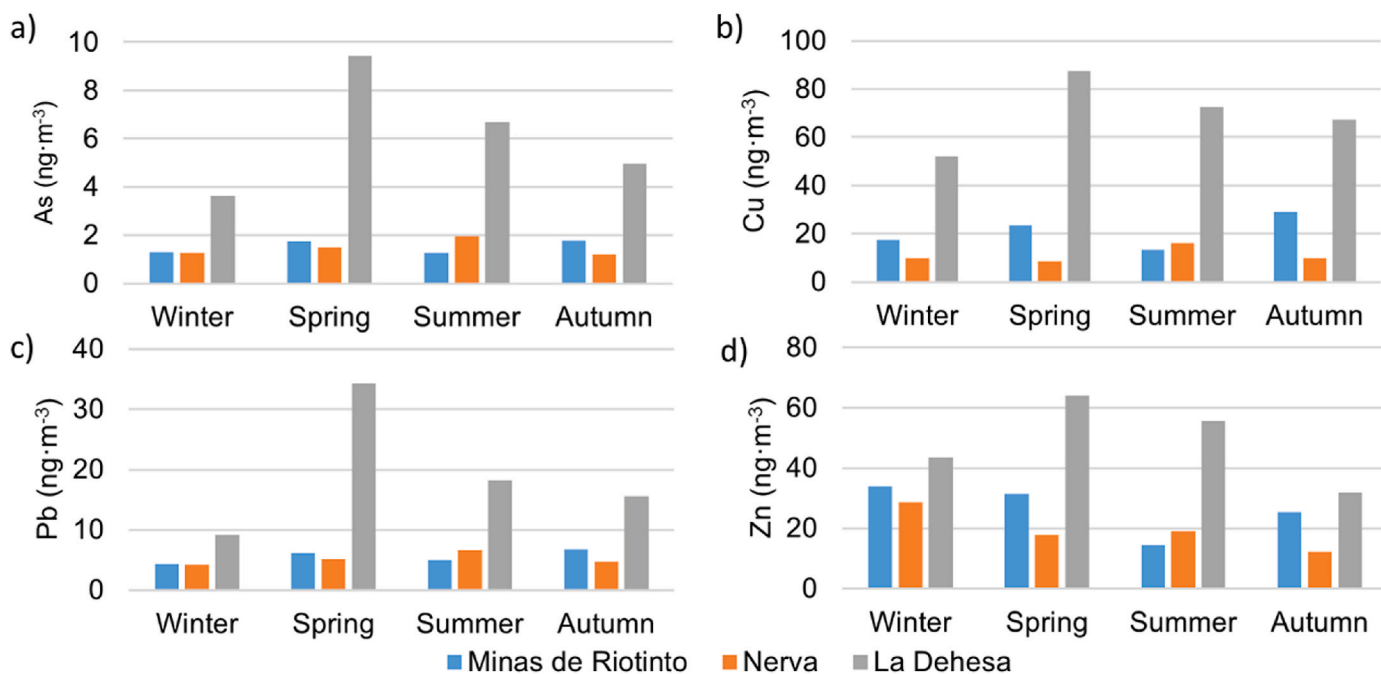 a)
10
8
6
4
2
0
As (ng·m-3)
Winter Spring Summer Autumn
b)
100
80
60
40
20
0
Cu (ng·m-3)
Winter Spring Summer Autumn
c)
40
30
20
10
0
Pb (ng·m-3)
Winter Spring Summer Autumn
d)
80
60
40
20
0
Zn (ng·m-3)
Winter Spring Summer Autumn
Minas de Riotinto Nerva La Dehesa